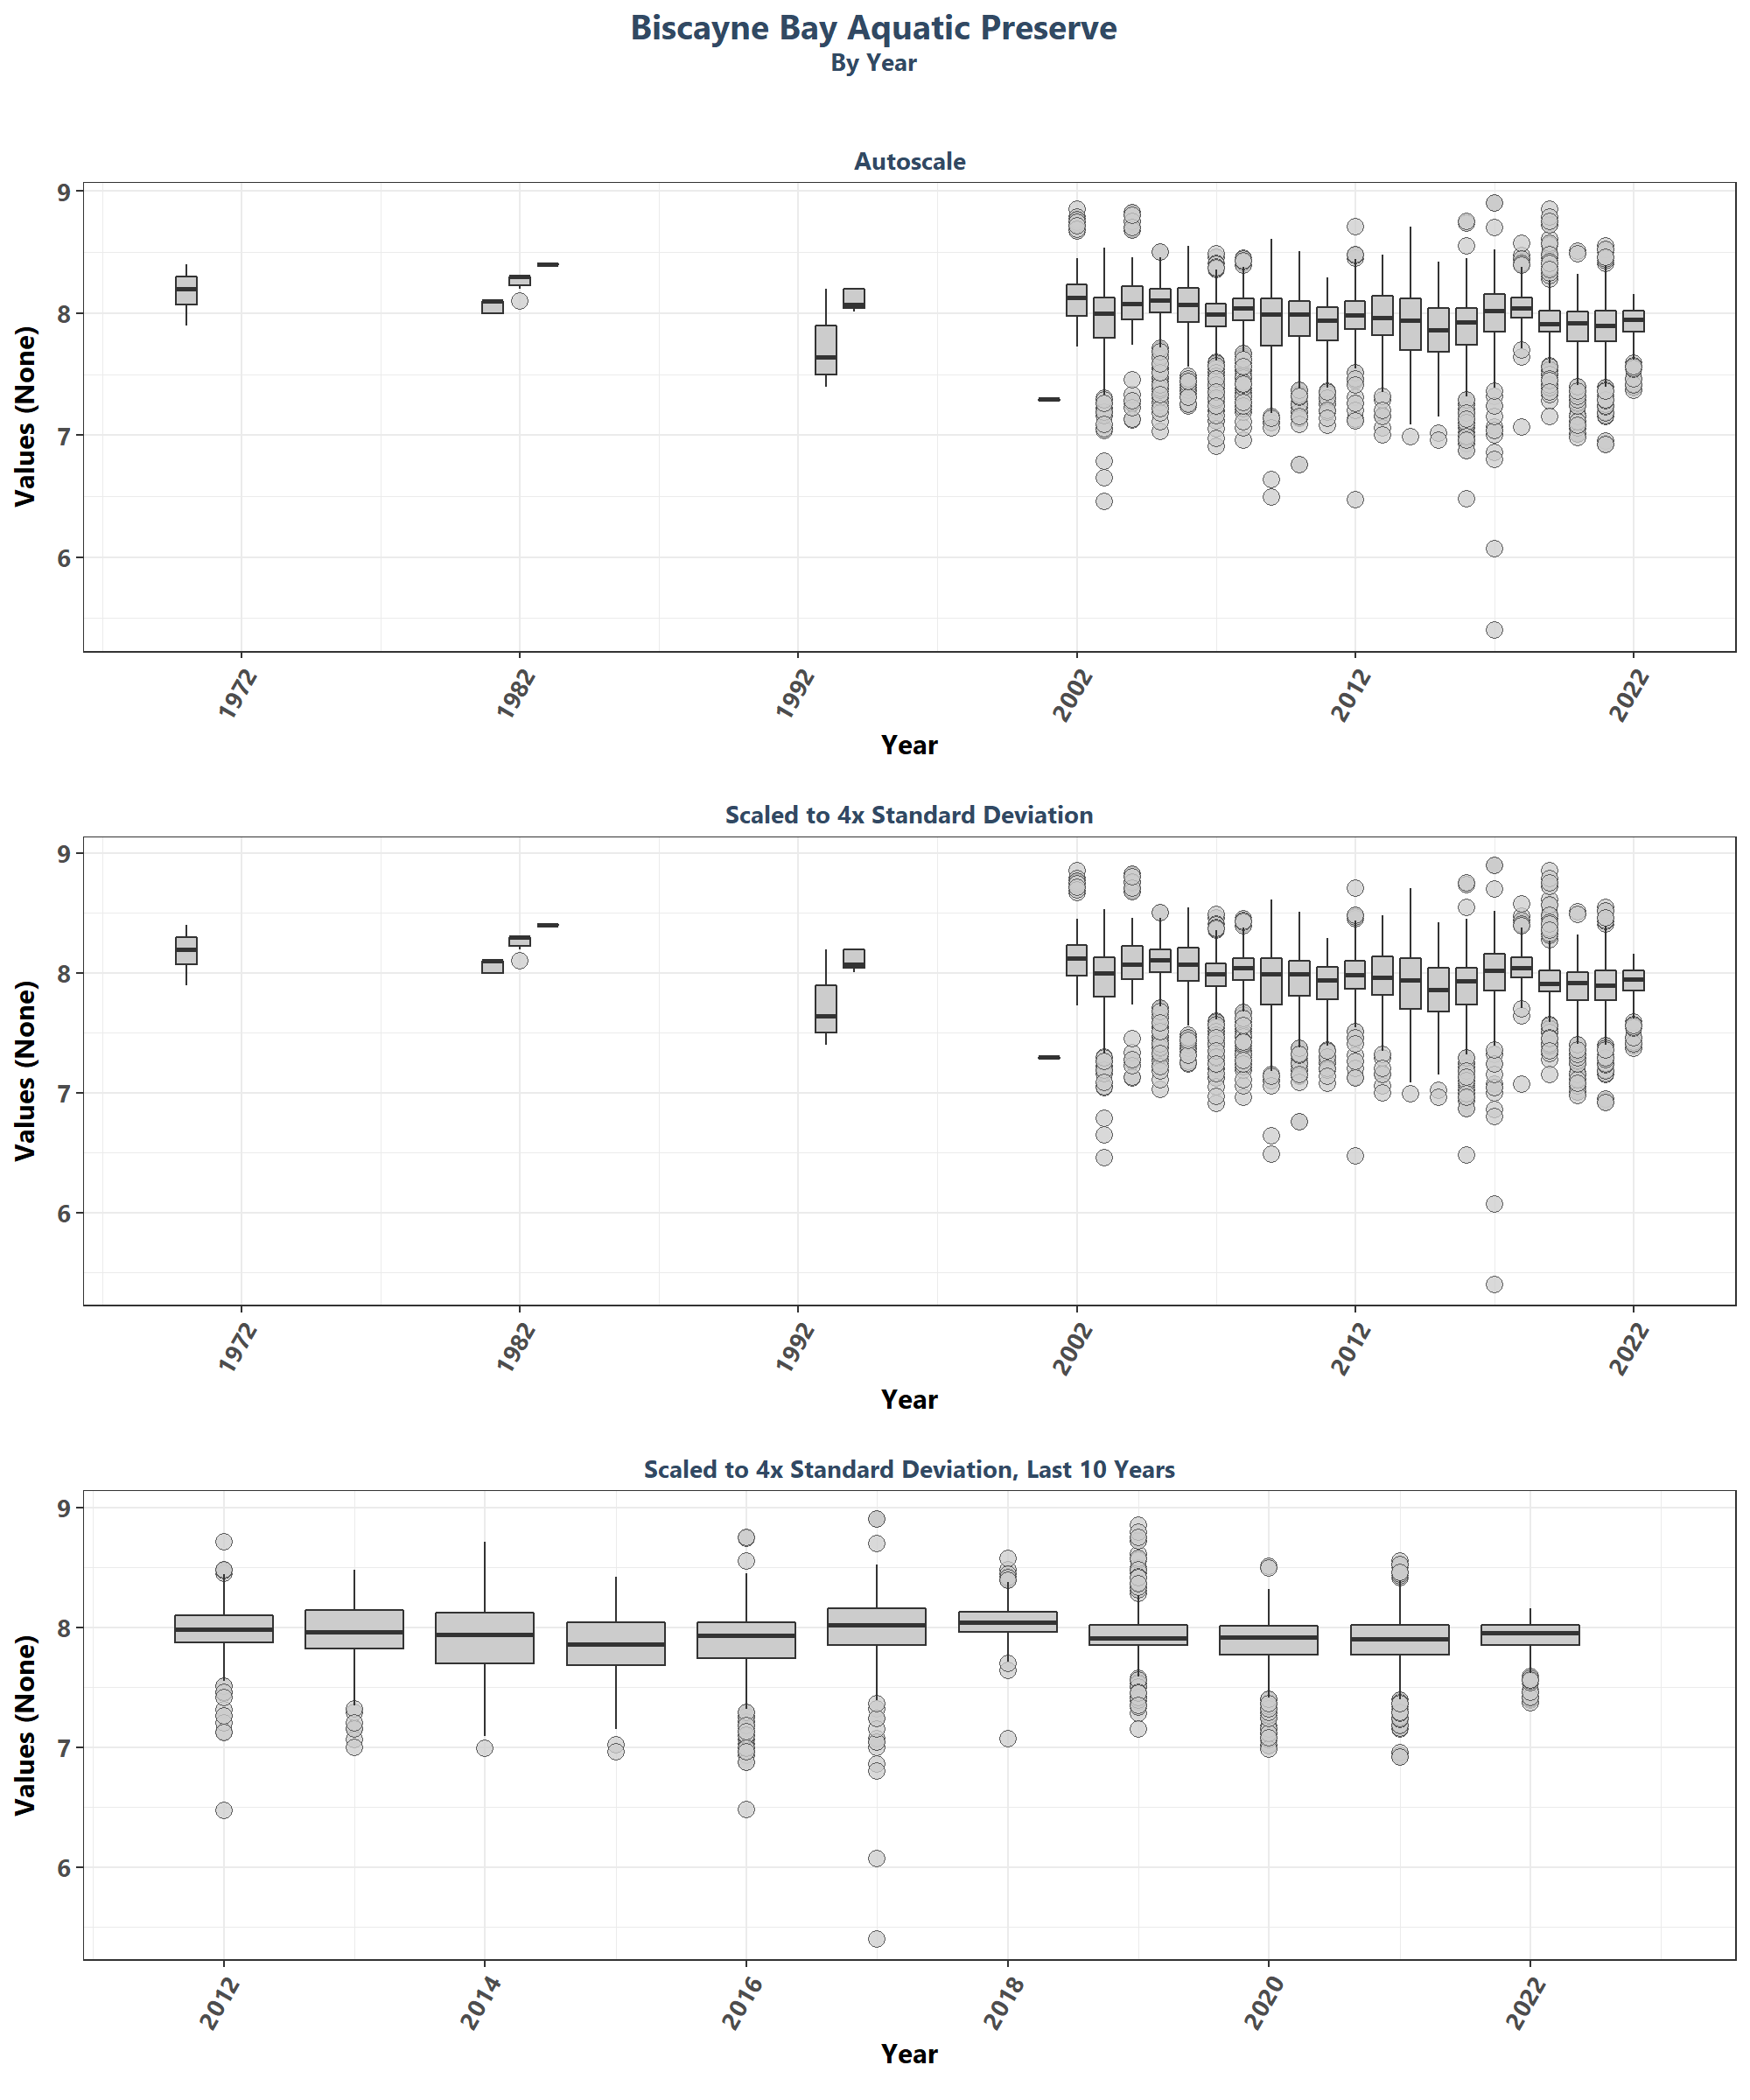 Biscayne Bay Aquatic Preserve
By Year
Autoscale
Values (None)
9
8
7
6
1972 1982 1992 2002 2012 2022
Year
Scaled to 4x Standard Deviation
Values (None)
9
8
7
6
1972 1982 1992 2002 2012 2022
Year
Scaled to 4x Standard Deviation, Last 10 Years
Values (None)
9
8
7
6
2012 2014 2016 2018 2020 2022
Year